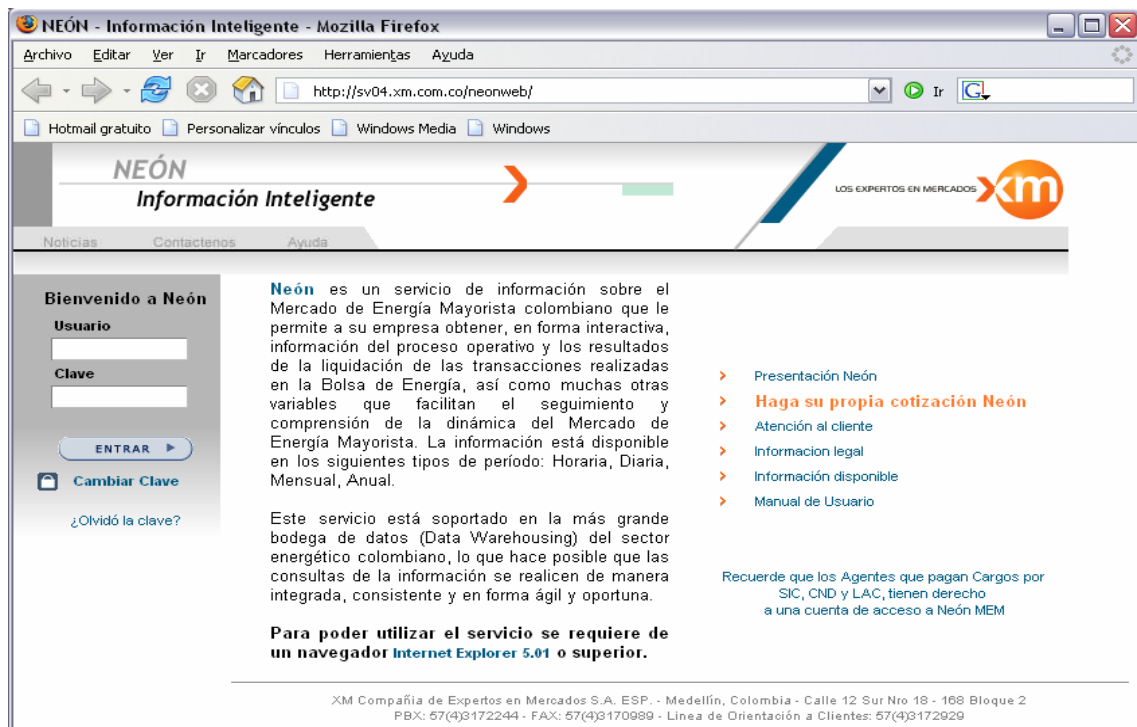 NEÓN - Información Inteligente - Mozilla Firefox
Archivo Editar Ver Ir Marcadores Herramientas Ayuda
http://sv04.xm.com.co/neonweb/ Ir G
Hotmail gratuito Personalizar vínculos Windows Media Windows
NEÓN
Información Inteligente
LOS EXPERTOS EN MERCADOS xm
Noticias Contactenos Ayuda
Bienvenido a Neón
Usuario
Clave
ENTRAR
Cambiar Clave
¿Olvidó la clave?
Neón es un servicio de información sobre el
Mercado de Energía Mayorista colombiano que le
permite a su empresa obtener, en forma interactiva,
información del proceso operativo y los resultados
de la liquidación de las transacciones realizadas
en la Bolsa de Energía, así como muchas otras
variables que facilitan el seguimiento y
comprensión de la dinámica del Mercado de
Energía Mayorista. La información está disponible
en los siguientes tipos de período: Horaria, Diaria,
Mensual, Anual.
Este servicio está soportado en la más grande
bodega de datos (Data Warehousing) del sector
energético colombiano, lo que hace posible que las
consultas de la información se realicen de manera
integrada, consistente y en forma ágil y oportuna.
Para poder utilizar el servicio se requiere de
un navegador Internet Explorer 5.01 o superior.
Presentación Neón
Haga su propia cotización Neón
Atención al cliente
Informacion legal
Información disponible
Manual de Usuario
Recuerde que los Agentes que pagan Cargos por
SIC, CND y LAC, tienen derecho
a una cuenta de acceso a Neón MEM
XM Compañia de Expertos en Mercados S.A. ESP. - Medellín, Colombia - Calle 12 Sur Nro 18 - 168 Bloque 2
PBX: 57(4)3172244 - FAX: 57(4)3170989 - Linea de Orientación a Clientes: 57(4)3172929